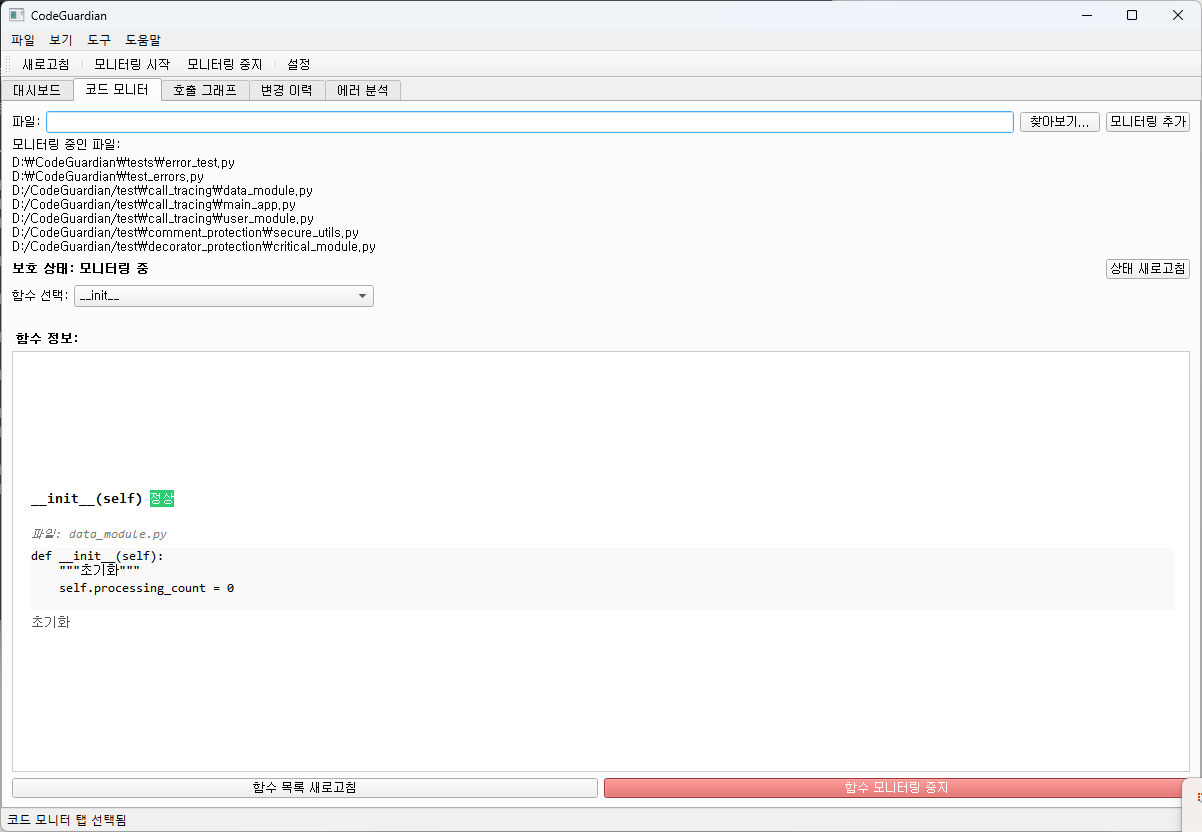 CodeGuardian
파일 보기 도구 도움말
새로고침 모니터링 시작 모니터링 중지 설정
대시보드 코드 모니터 호출 그래프 변경 이력 에러 분석
파일: 찾아보기... 모니터링 추가
모니터링 중인 파일:
D:₩CodeGuardian₩tests₩error_test.py
D:₩CodeGuardian₩test_errors.py
D:/CodeGuardian/test₩call_tracing₩data_module.py
D:/CodeGuardian/test₩call_tracing₩main_app.py
D:/CodeGuardian/test₩call_tracing₩user_module.py
D:/CodeGuardian/test₩comment_protection₩secure_utils.py
D:/CodeGuardian/test₩decorator_protection₩critical_module.py
보호 상태: 모니터링 중 상태 새로고침
함수 선택: __init__
함수 정보:
__init__(self) 정상
파일: data_module.py
def __init__(self):
    """초기화"""
    self.processing_count = 0
초기화
함수 목록 새로고침 함수 모니터링 중지
코드 모니터 탭 선택됨